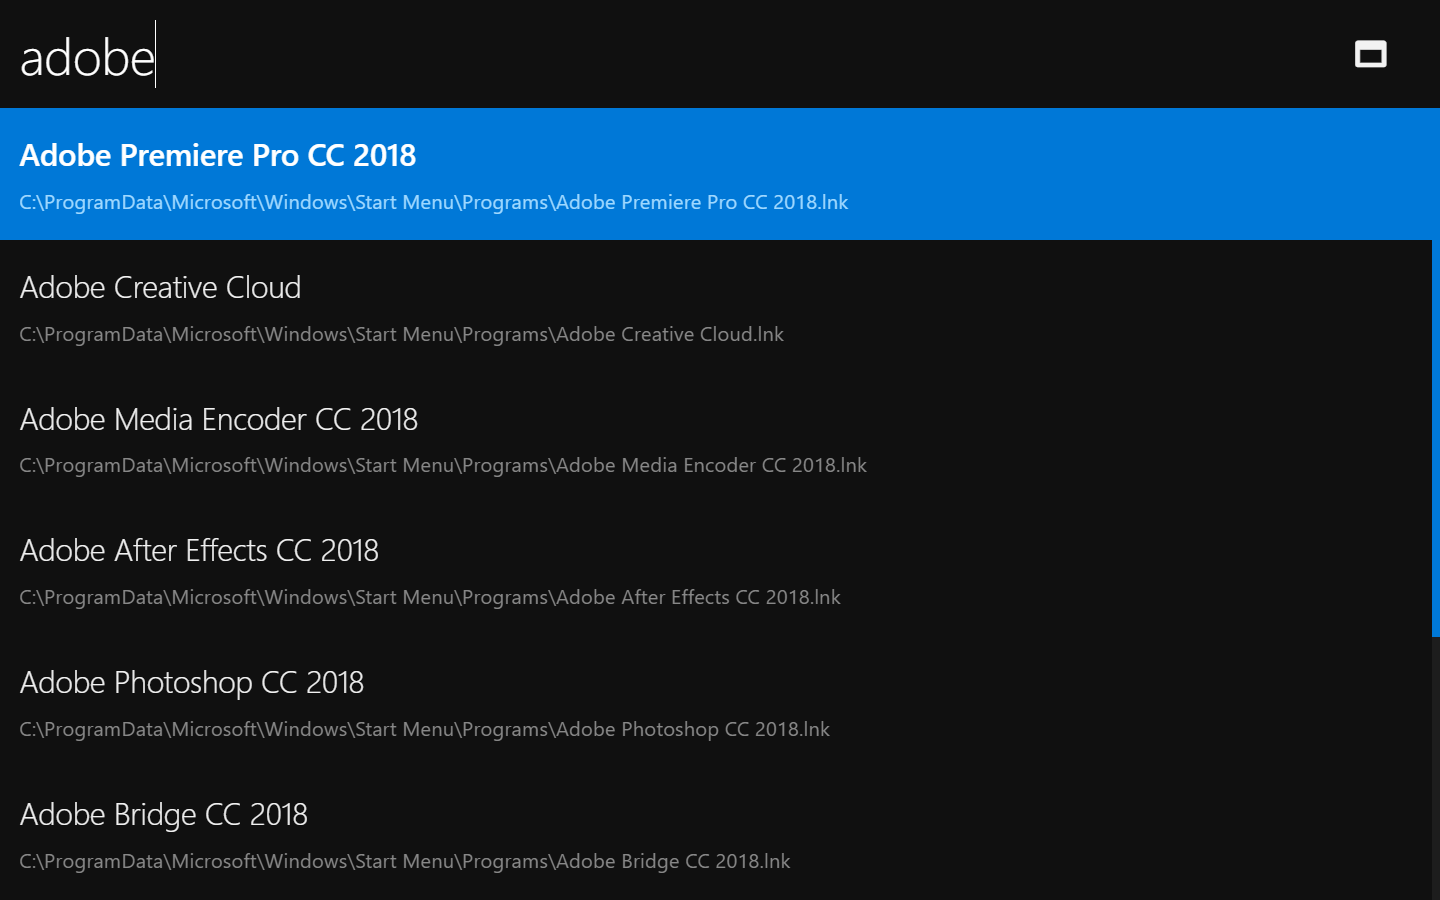 adobe
Adobe Premiere Pro CC 2018
C:\ProgramData\Microsoft\Windows\Start Menu\Programs\Adobe Premiere Pro CC 2018.lnk
Adobe Creative Cloud
C:\ProgramData\Microsoft\Windows\Start Menu\Programs\Adobe Creative Cloud.lnk
Adobe Media Encoder CC 2018
C:\ProgramData\Microsoft\Windows\Start Menu\Programs\Adobe Media Encoder CC 2018.lnk
Adobe After Effects CC 2018
C:\ProgramData\Microsoft\Windows\Start Menu\Programs\Adobe After Effects CC 2018.lnk
Adobe Photoshop CC 2018
C:\ProgramData\Microsoft\Windows\Start Menu\Programs\Adobe Photoshop CC 2018.lnk
Adobe Bridge CC 2018
C:\ProgramData\Microsoft\Windows\Start Menu\Programs\Adobe Bridge CC 2018.lnk